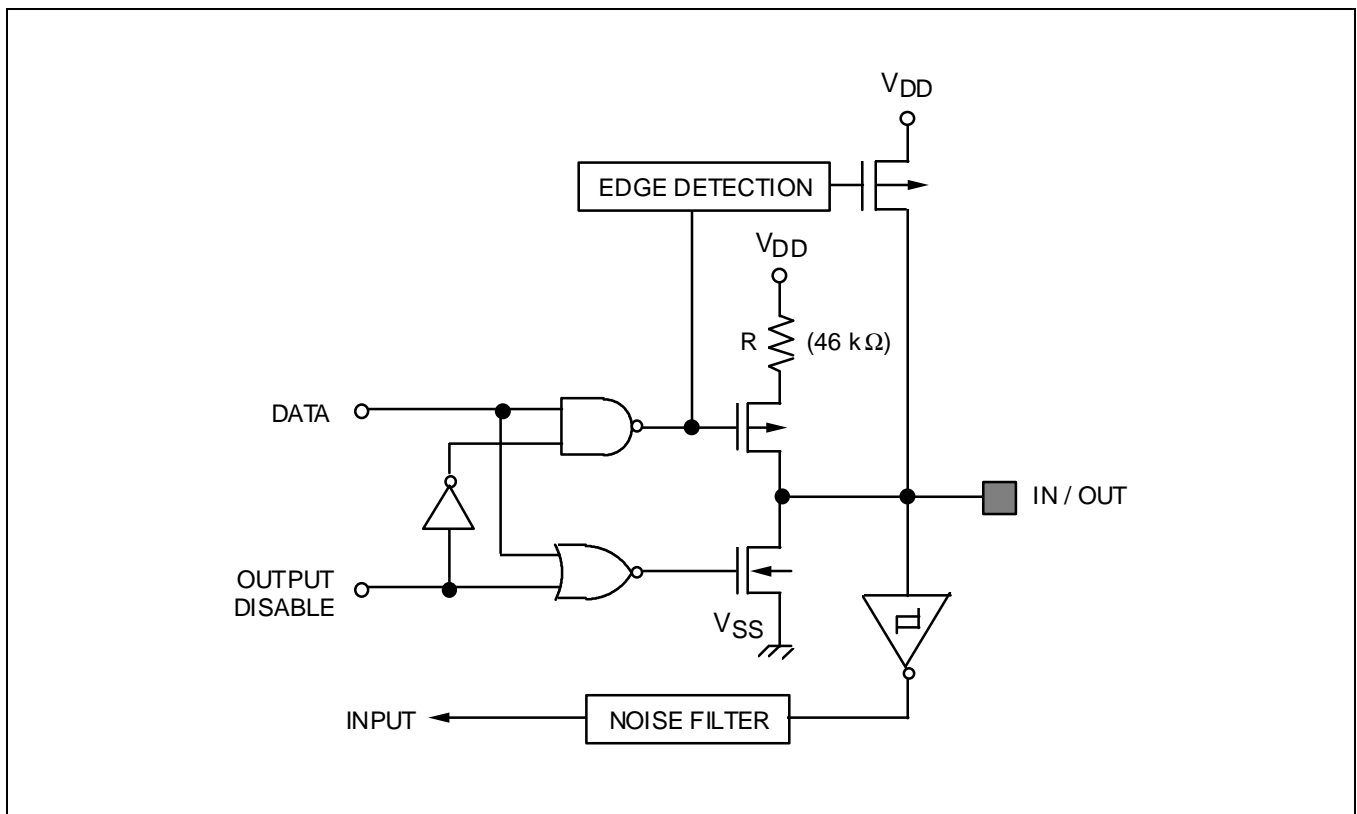 VDD
EDGE DETECTION
VDD
R (46 kΩ)
DATA
IN / OUT
OUTPUT
DISABLE
VSS
INPUT
NOISE FILTER